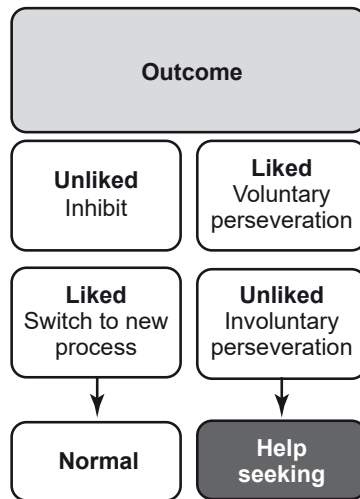 Outcome
Unliked
Inhibit
Liked
Voluntary
perseveration
Liked
Switch to new
process
Unliked
Involuntary
perseveration
Normal
Help
seeking